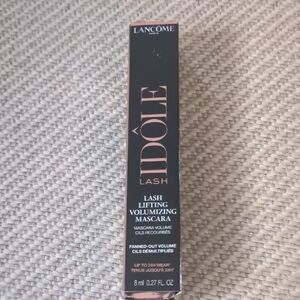 LANCÔME
PARIS
IDÔLE
LASH
LASH
LIFTING
VOLUMIZING
MASCARA
MASCARA VOLUME
CILS RECOURBÉS
FANNED-OUT VOLUME
CILS DÉMULTIPLIÉS
UP TO 24H WEAR*
TENUE JUSQU'À 24H*
8 ml 0.27 FL. OZ